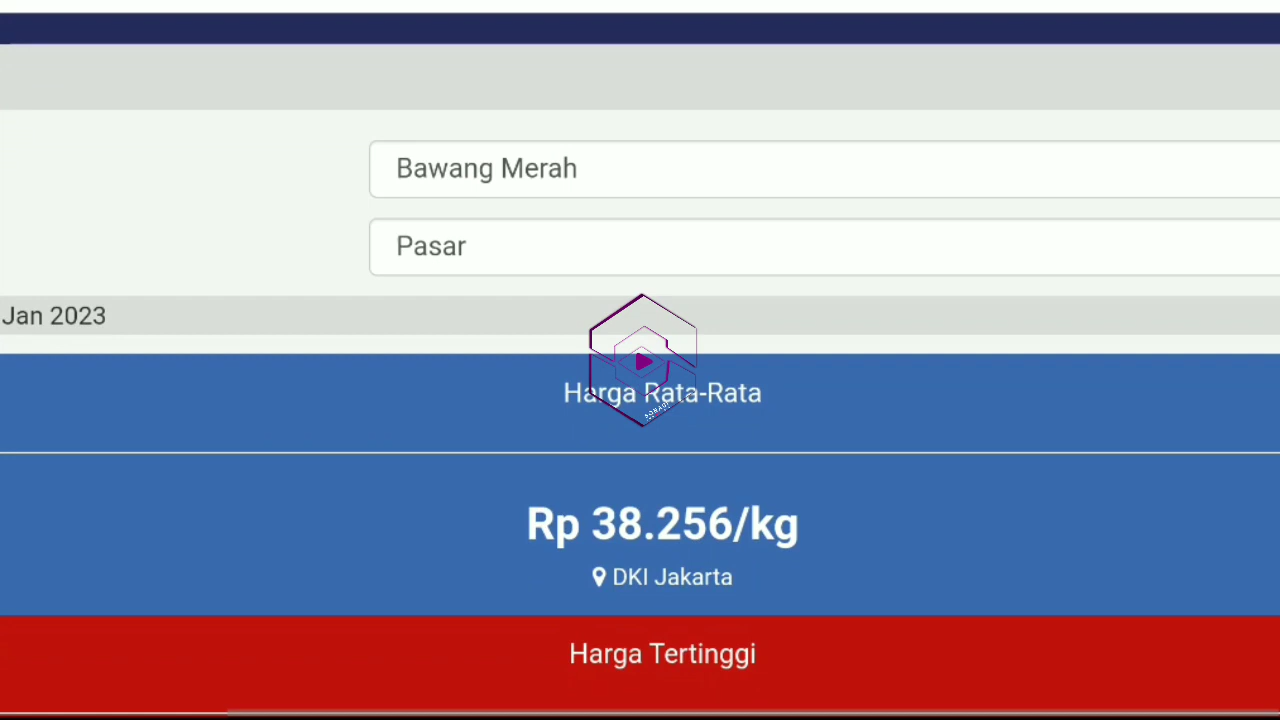 Bawang Merah
Pasar
Jan 2023
Harga Rata-Rata
Rp 38.256/kg
DKI Jakarta
Harga Tertinggi